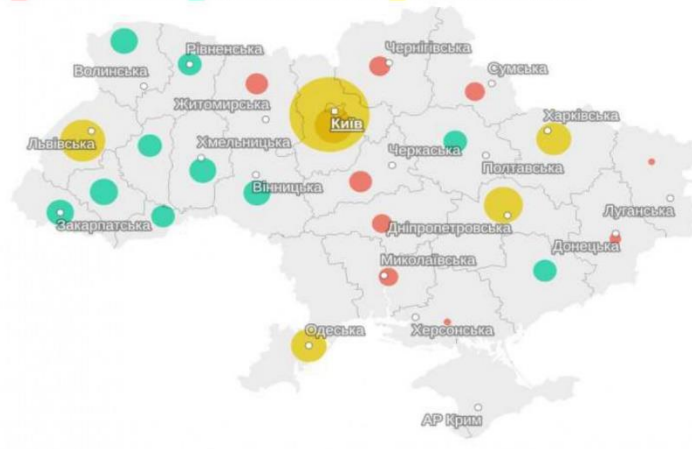 Чернігівська
Рівненська
Сумська
Волинська
Житомирська
Харківська
Київ
Львівська
Хмельницька
Черкаська
Полтавська
Вінницька
Луганська
Закарпатська
Дніпропетровська
Донецька
Миколаївська
Одеська
Херсонська
АР Крим